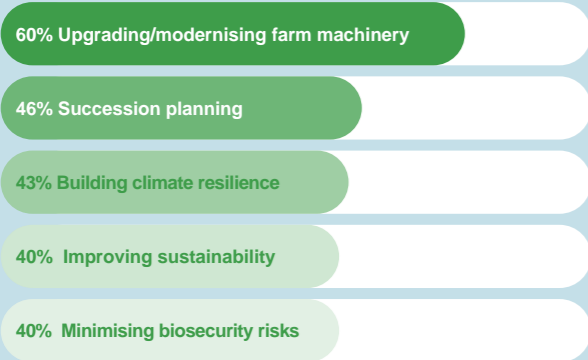 60% Upgrading/modernising farm machinery
46% Succession planning
43% Building climate resilience
40% Improving sustainability
40% Minimising biosecurity risks